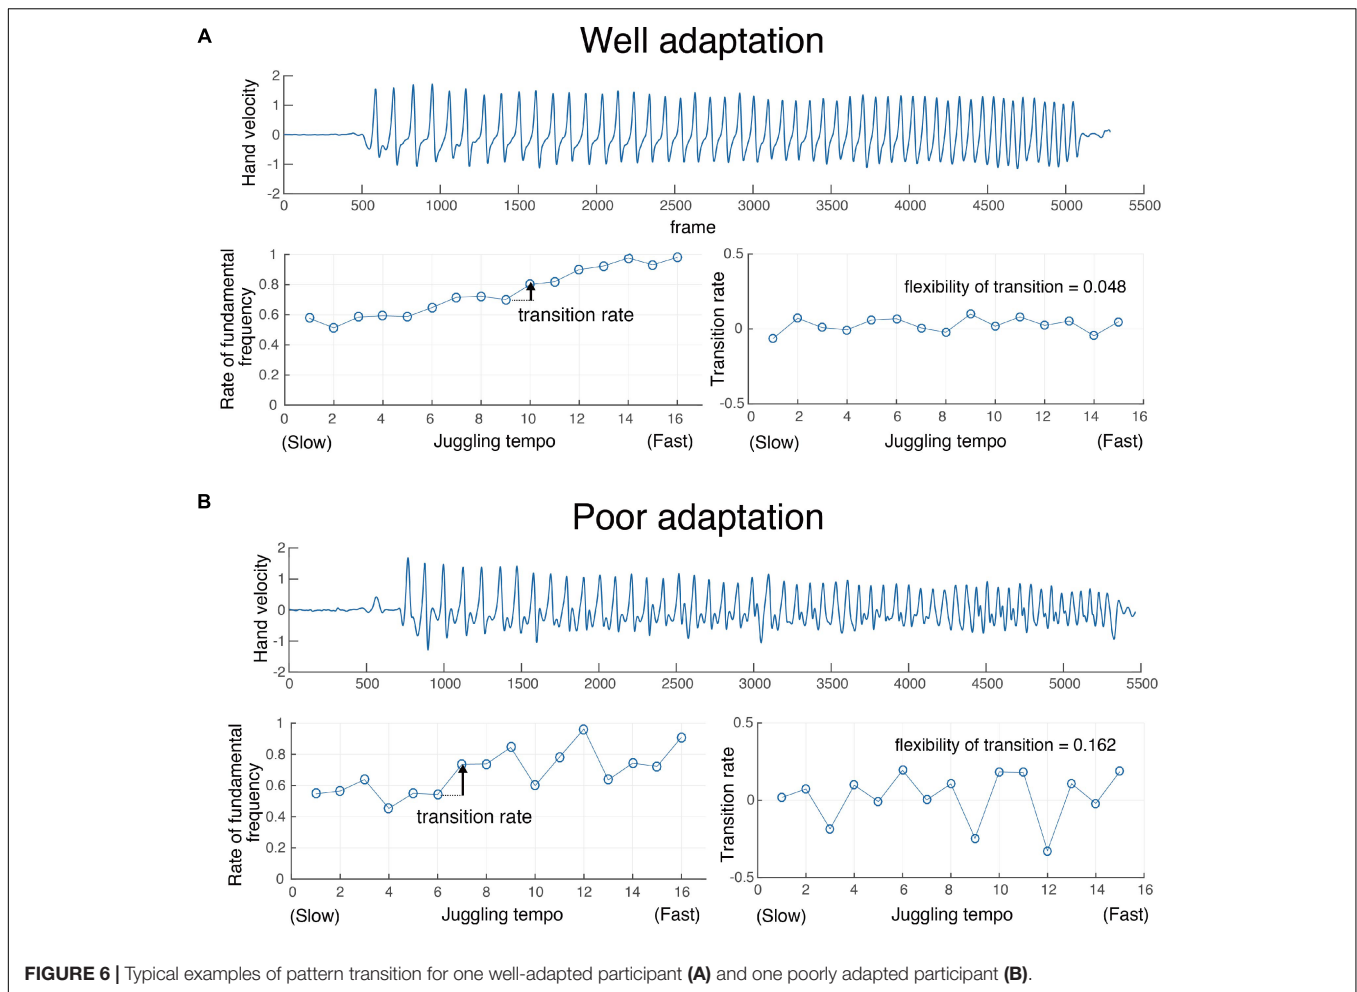 A
Well adaptation
Hand velocity
2
1
0
-1
-2
0 500 1000 1500 2000 2500 3000 3500 4000 4500 5000 5500
frame
Rate of fundamental
frequency
1
0.8
0.6
0.4
0.2
0
transition rate
0 2 4 6 8 10 12 14 16
(Slow) Juggling tempo (Fast)
Transition rate
0.5
0
-0.5
flexibility of transition = 0.048
0 2 4 6 8 10 12 14 16
(Slow) Juggling tempo (Fast)
B
Poor adaptation
Hand velocity
2
1
0
-1
-2
0 500 1000 1500 2000 2500 3000 3500 4000 4500 5000 5500
Rate of fundamental
frequency
1
0.8
0.6
0.4
0.2
0
transition rate
0 2 4 6 8 10 12 14 16
(Slow) Juggling tempo (Fast)
Transition rate
0.5
0
-0.5
flexibility of transition = 0.162
0 2 4 6 8 10 12 14 16
(Slow) Juggling tempo (Fast)
FIGURE 6 | Typical examples of pattern transition for one well-adapted participant (A) and one poorly adapted participant (B).